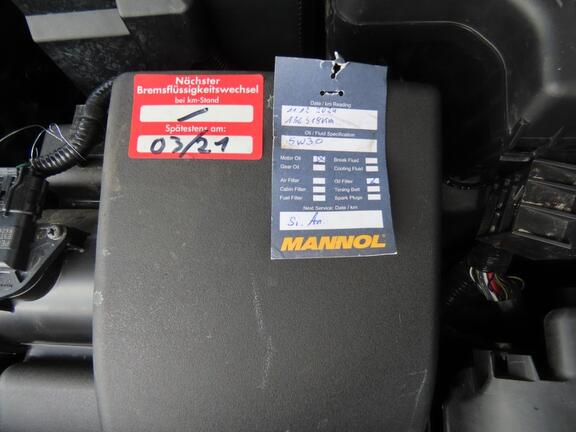 Nächster
Bremsflüssigkeitswechsel
bei km-Stand
Spätestens am:
03/21
Date / km Reading
Oil / Fluid Specification
5W30
Motor Oil
Break Fluid
Gear Oil
Cooling Fluid
Air Filter
Oil Filter
Cabin Filter
Timing Belt
Fuel Filter
Spark Plugs
Next Service: Date / km
MANNOL